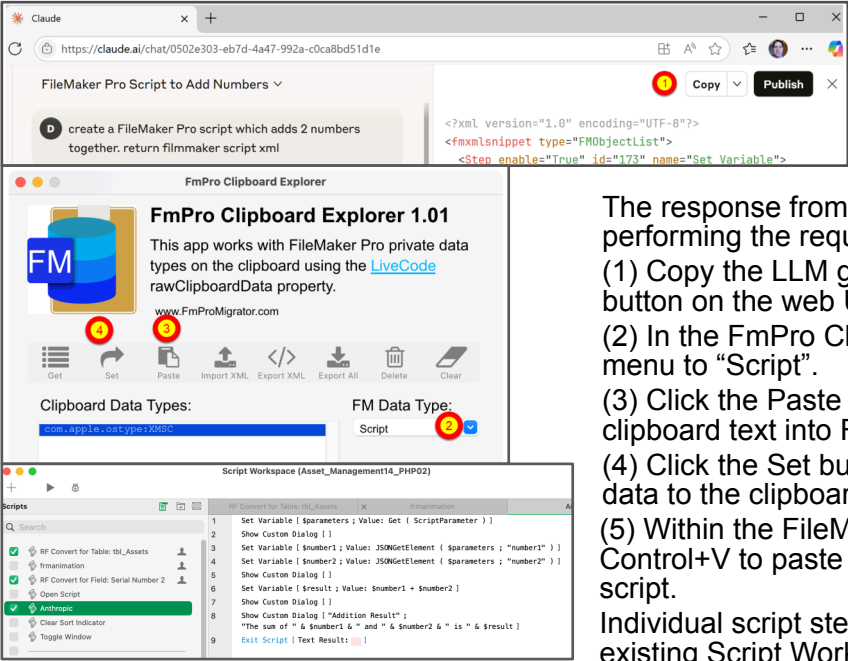 Claude
https://claude.ai/chat/0502e303-eb7d-4a47-992a-c0ca8bd51d1e
FileMaker Pro Script to Add Numbers
1
Copy
Publish
D
create a FileMaker Pro script which adds 2 numbers
together. return filmmaker script xml
<?xml version="1.0" encoding="UTF-8"?>
<fmxmlsnippet type="FMObjectList">
<Step enable="True" id="173" name="Set Variable">
FmPro Clipboard Explorer
FM
FmPro Clipboard Explorer 1.01
This app works with FileMaker Pro private data
types on the clipboard using the LiveCode
rawClipboardData property.
www.FmProMigrator.com
4
3
Get Set Paste Import XML Export XML Export All Delete Clear
Clipboard Data Types:
FM Data Type:
com.apple.ostype:XMSC
Script
2
Script Workspace (Asset_Management14_PHP02)
Scripts
Search
RF Convert for Table: tbl_Assets
frmanimation
RF Convert for Field: Serial Number 2
Open Script
Anthropic
Clear Sort Indicator
Toggle Window
RF Convert for Table: tbl_Assets
frmanimation
1 Set Variable [ $parameters ; Value: Get ( ScriptParameter ) ]
2 Show Custom Dialog [ ]
3 Set Variable [ $number1 ; Value: JSONGetElement ( $parameters ; "number1" ) ]
4 Set Variable [ $number2 ; Value: JSONGetElement ( $parameters ; "number2" ) ]
5 Show Custom Dialog [ ]
6 Set Variable [ $result ; Value: $number1 + $number2 ]
7 Show Custom Dialog [ ]
8 Show Custom Dialog [ "Addition Result" ;
"The sum of " & $number1 & " and " & $number2 & " is " & $result ]
9 Exit Script [ Text Result: ]
The response from
performing the requ
(1) Copy the LLM g
button on the web U
(2) In the FmPro Cl
menu to “Script”.
(3) Click the Paste
clipboard text into F
(4) Click the Set bu
data to the clipboar
(5) Within the FileM
Control+V to paste
script.
Individual script ste
existing Script Work